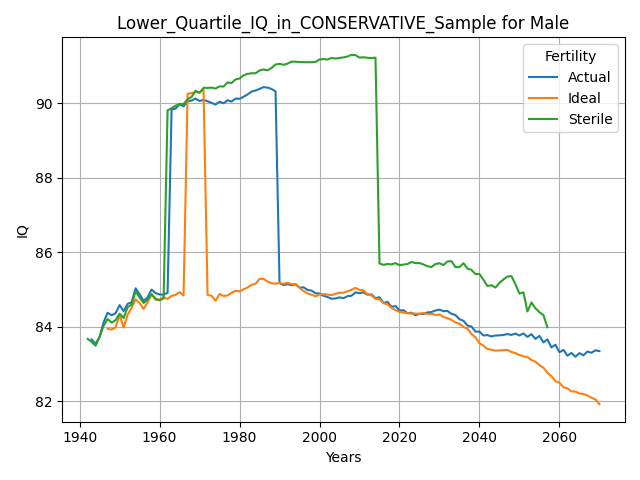 Lower_Quartile_IQ_in_CONSERVATIVE_Sample for Male
Fertility
Actual
Ideal
Sterile
IQ
90
88
86
84
82
1940
1960
1980
2000
2020
2040
2060
Years